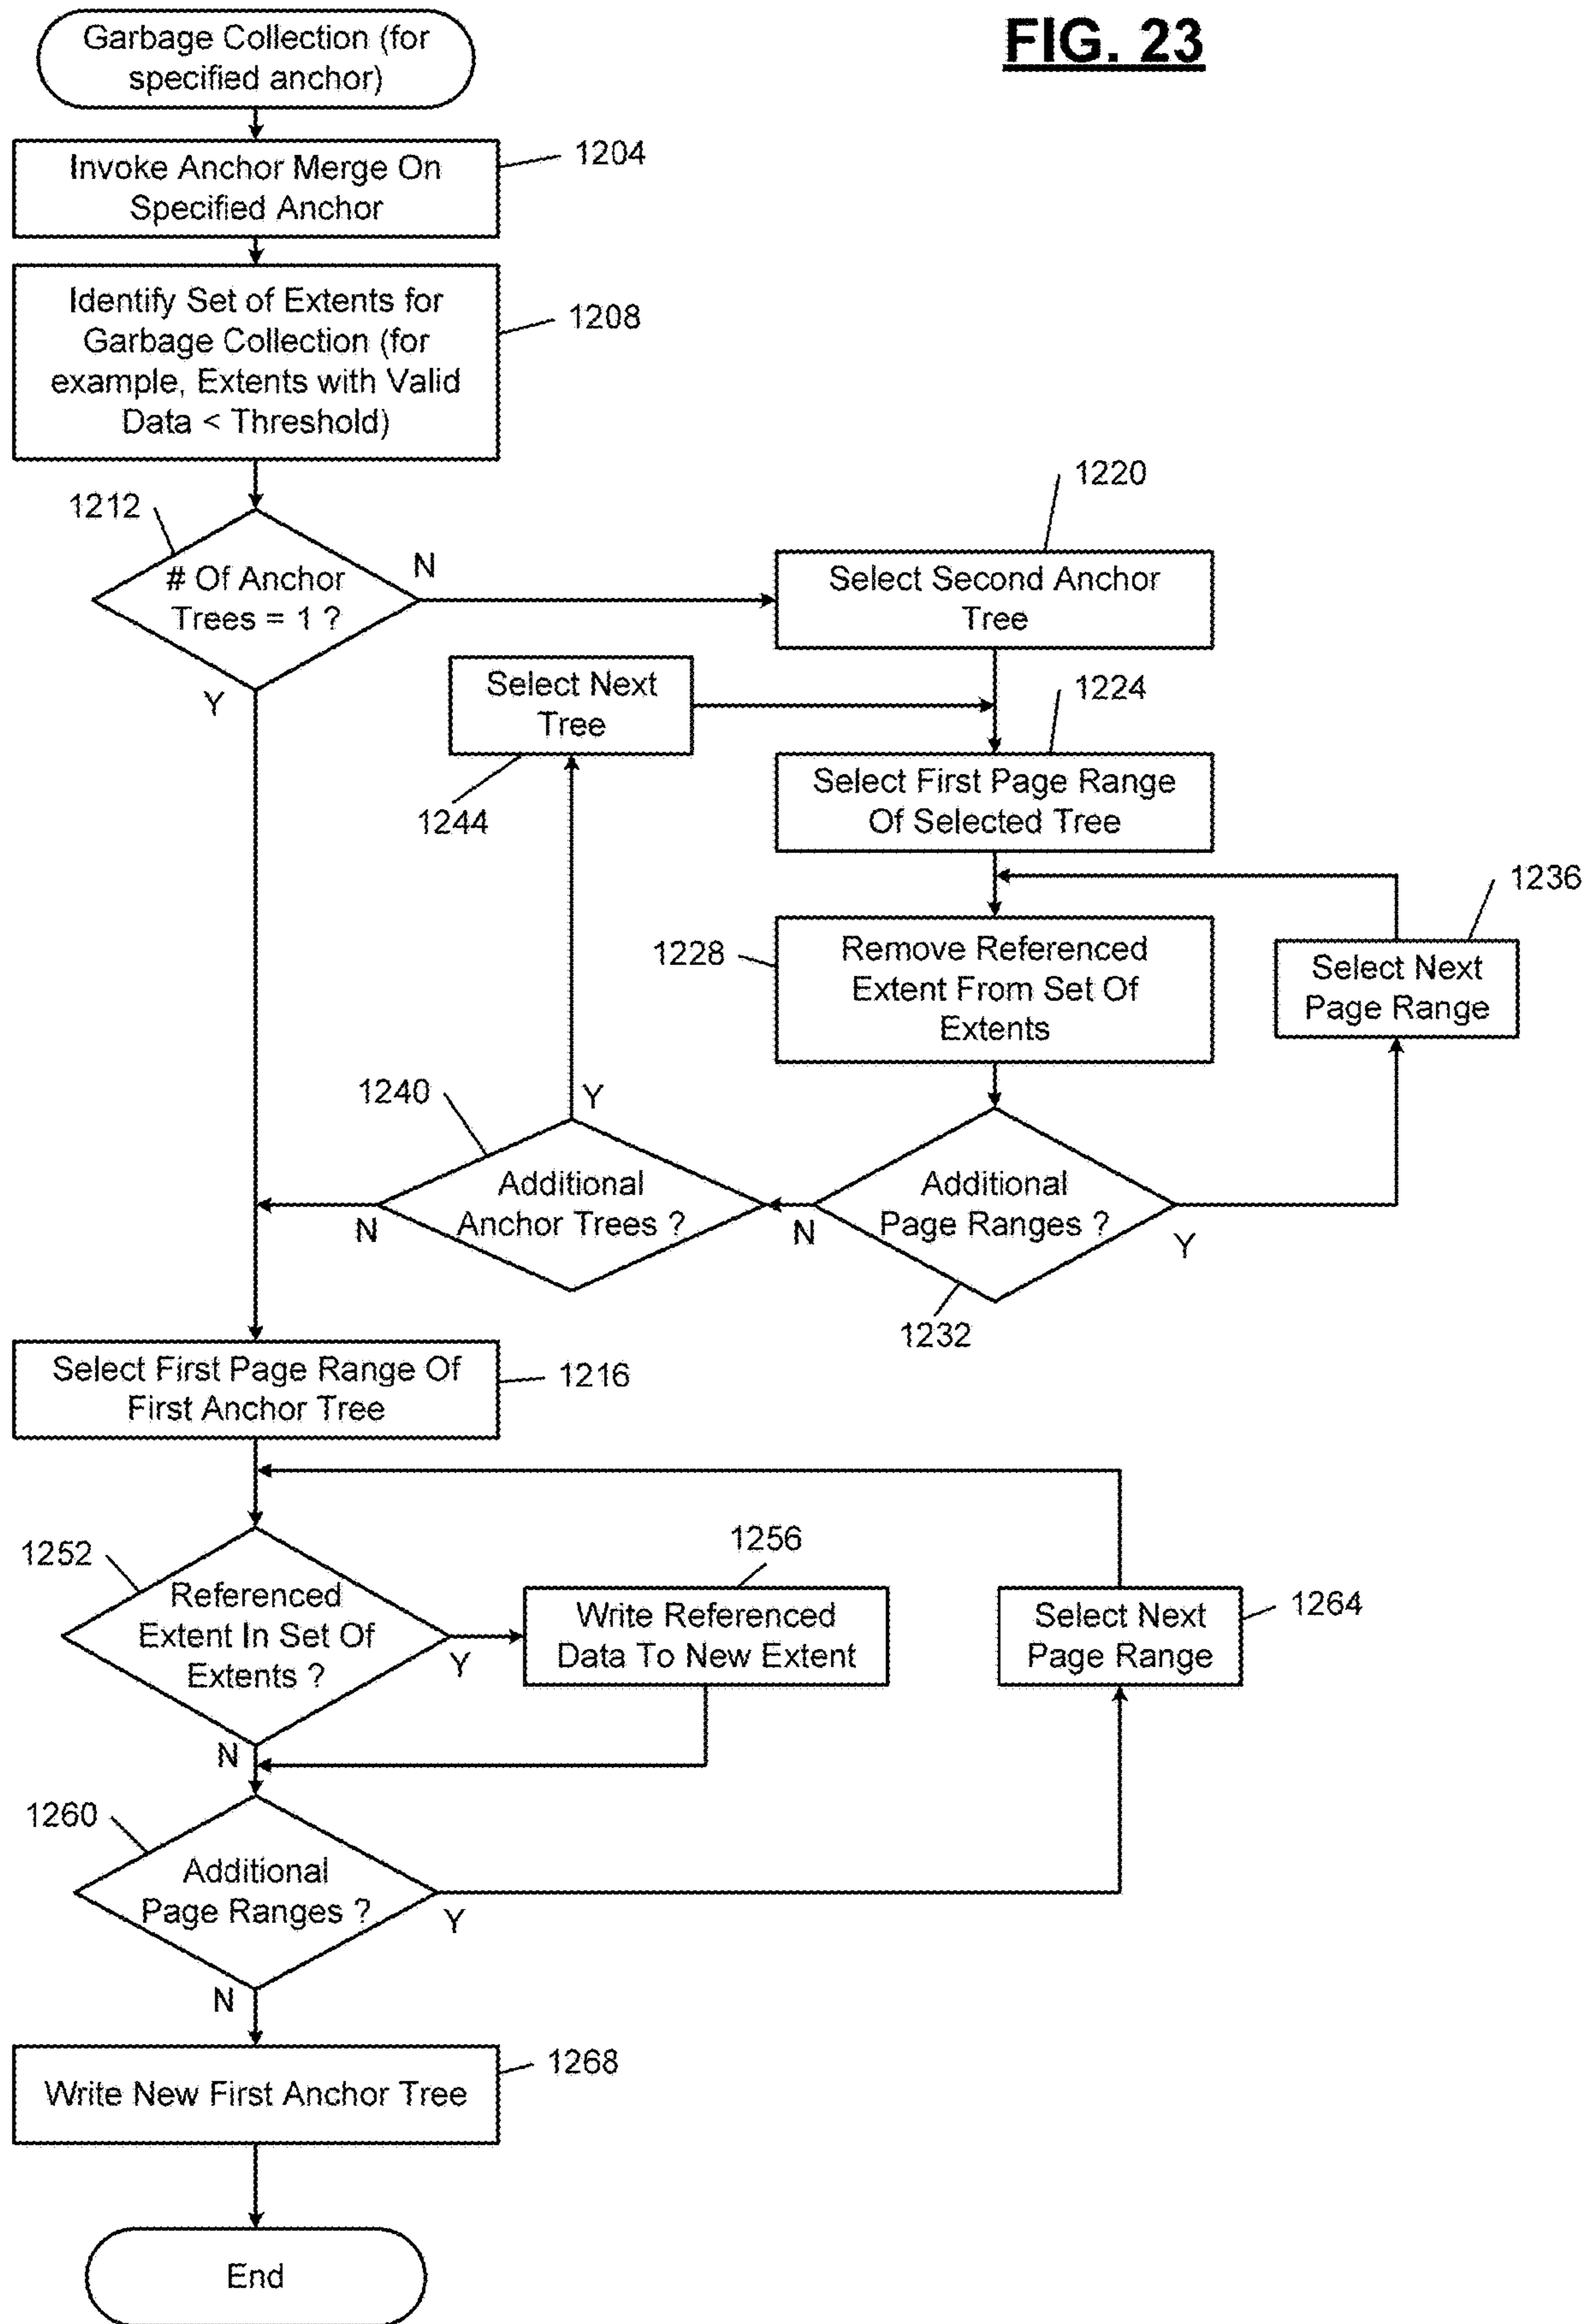 FIG. 23
Garbage Collection (for
specified anchor)
1204
Invoke Anchor Merge On
Specified Anchor
Identify Set of Extents for
Garbage Collection (for
example, Extents with Valid
Data < Threshold)
1208
1212
# Of Anchor
Trees = 1 ?
N
Y
1220
Select Second Anchor
Tree
Select Next
Tree
1244
1224
Select First Page Range
Of Selected Tree
1236
Select Next
Page Range
1228
Remove Referenced
Extent From Set Of
Extents
1240
Y
Additional
Anchor Trees ?
N
Additional
Page Ranges ?
N
Y
1232
Select First Page Range Of
First Anchor Tree
1216
1252
Referenced
Extent In Set Of
Extents ?
Y
N
1256
Write Referenced
Data To New Extent
Select Next
Page Range
1264
1260
Additional
Page Ranges ?
Y
N
Write New First Anchor Tree
1268
End